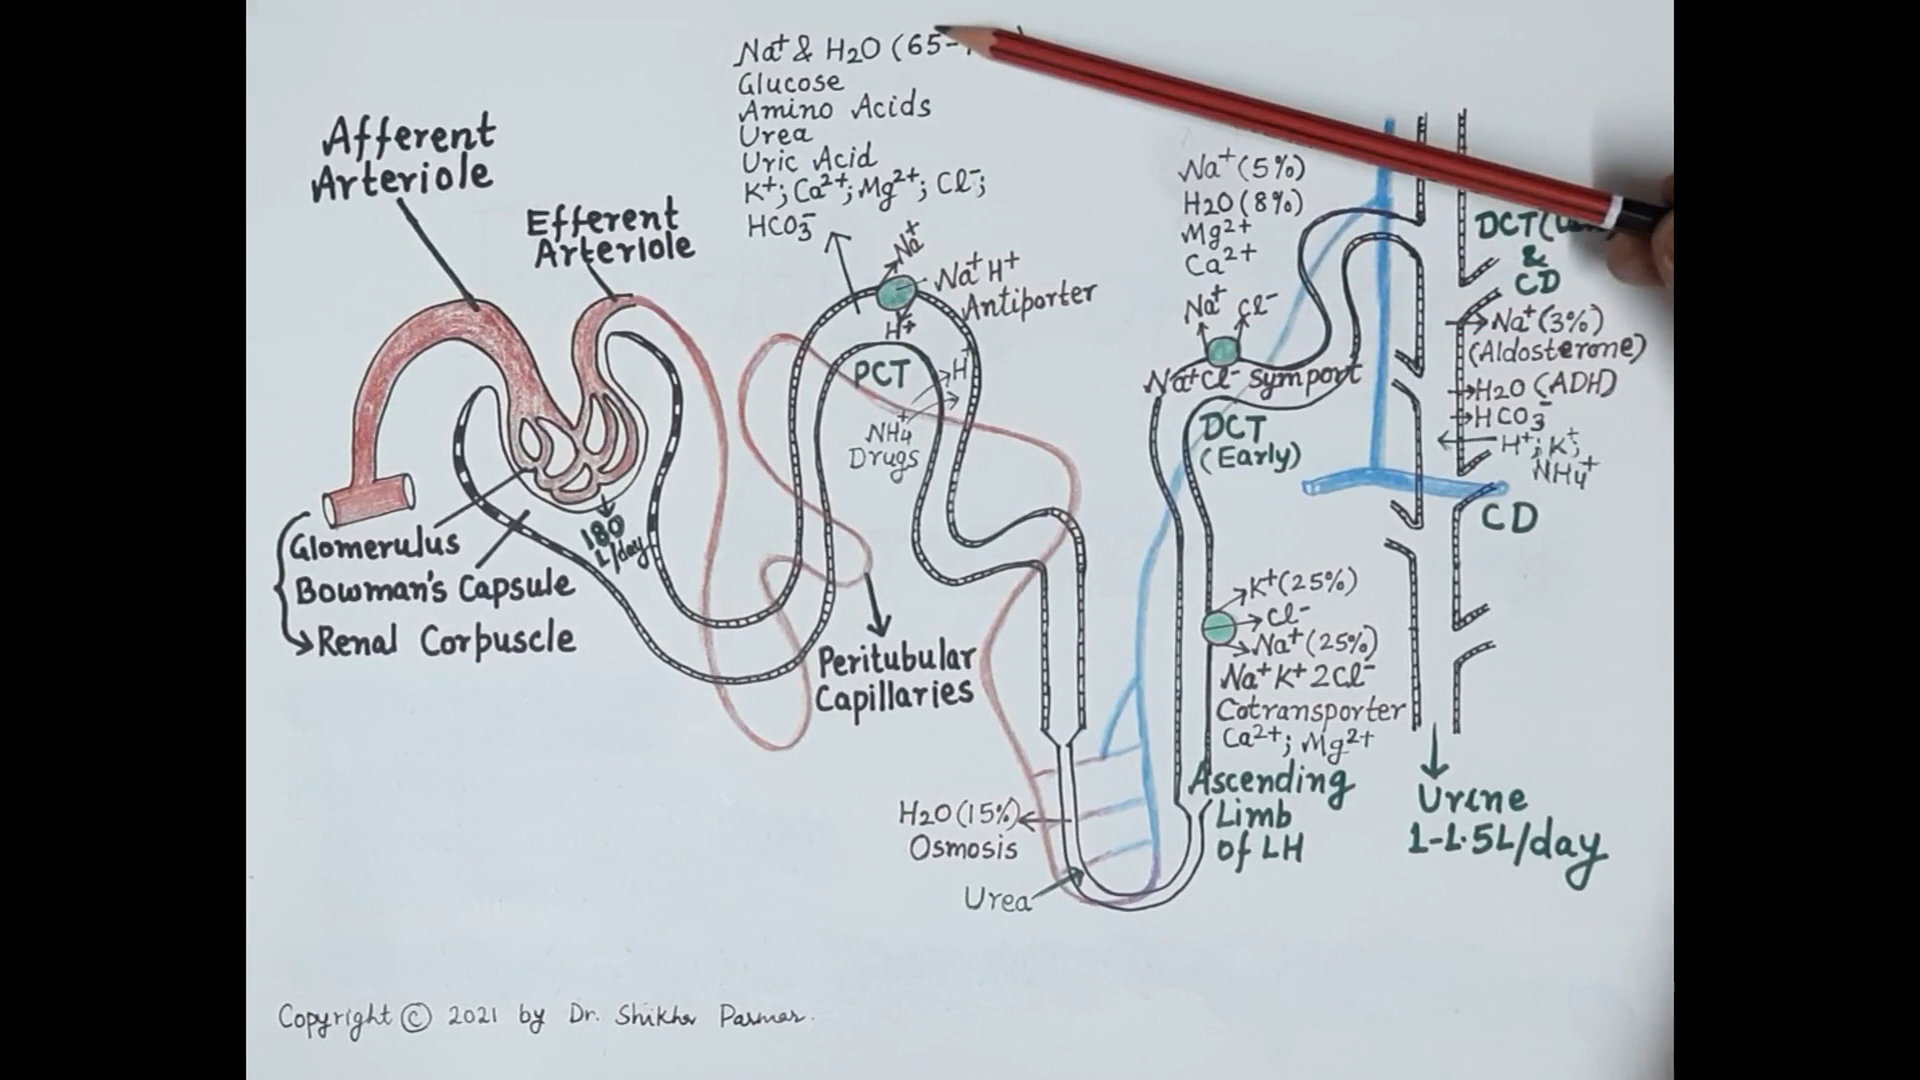 Na+ & H2O (65-
Glucose
Amino Acids
Urea
Uric Acid
K+; Ca2+; Mg2+; Cl-;
HCO3-
Afferent
Arteriole
Efferent
Arteriole
Na+
Na+ H+
Antiporter
H+
PCT
H+
NH4+
Drugs
Glomerulus
Bowman's Capsule
Renal Corpuscle
180
L/day
Peritubular
Capillaries
H2O (15%)
Osmosis
Urea
Na+ (5%)
H2O (8%)
Mg2+
Ca2+
Na+ Cl-
Na+Cl- symport
DCT
(Early)
K+ (25%)
Cl-
Na+ (25%)
Na+ K+ 2Cl-
Cotransporter
Ca2+; Mg2+
Ascending
Limb
of LH
DCT
&
CD
Na+ (3%)
(Aldosterone)
H2O (ADH)
HCO3-
H+; K+;
NH4+
CD
Urine
1-1.5L/day
Copyright © 2021 by Dr. Shikha Parmar.